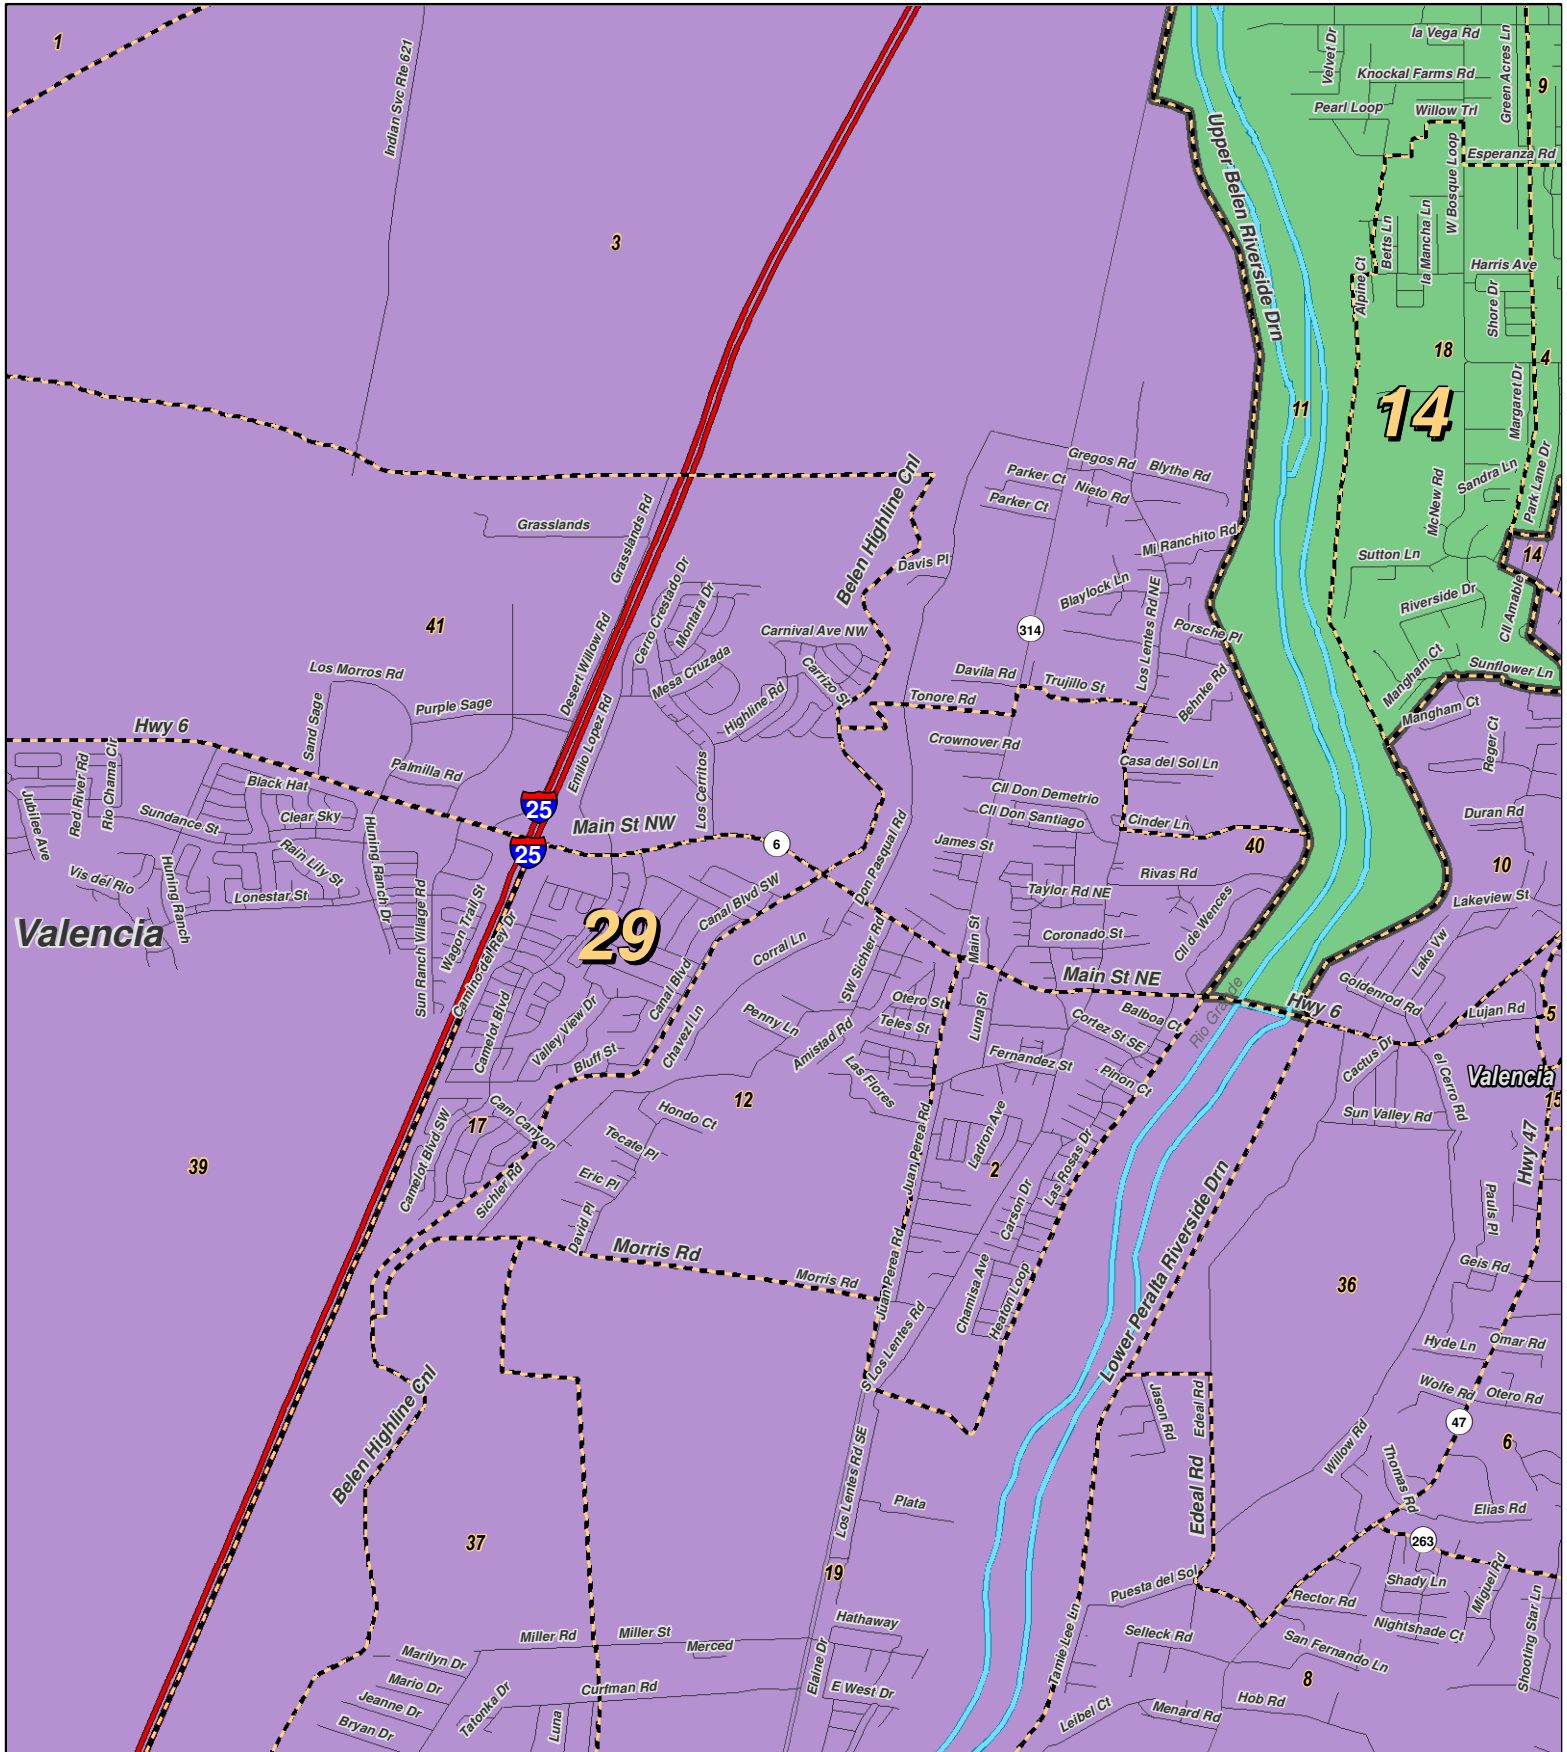 1
Indian Svc Rte 621
3
Velvet Dr
la Vega Rd
Green Acres Ln
Knockal Farms Rd
9
Pearl Loop
Willow Trl
Upper Belen Riverside Drn
W Bosque Loop
Esperanza Rd
Betts Ln
la Mancha Ln
Alpine Ct
Harris Ave
Shore Dr
18
4
11
14
Margaret Dr
Park Lane Dr
Sandra Ln
McNew Rd
Gregos Rd
Blythe Rd
Parker Ct
Nieto Rd
Parker Ct
Belen Highline Cnl
Grasslands
Grasslands Rd
Mi Ranchito Rd
Sutton Ln
14
Davis Pl
Blaylock Ln
Los Lentes Rd NE
Riverside Dr
Cll Amable
41
Desert Willow Rd
Cerro Crestado Dr
Montara Dr
Carnival Ave NW
314
Porsche Pl
Los Morros Rd
Mesa Cruzada
Carrizo St
Davila Rd
Trujillo St
Behnke Rd
Mangham Ct
Sunflower Ln
Sand Sage
Purple Sage
Emilio Lopez Rd
Highline Rd
Tonore Rd
Mangham Ct
Hwy 6
Crownover Rd
Reger Ct
Red River Rd
Rio Chama Cir
Black Hat
Palmilla Rd
Los Cerritos
Casa del Sol Ln
Jubilee Ave
Sundance St
Clear Sky
25
25
Main St NW
6
Cll Don Demetrio
Cll Don Santiago
Cinder Ln
Duran Rd
Don Pasqual Rd
James St
40
10
Rain Lily St
Huming Ranch Dr
Vis del Rio
Huming Ranch
Lonestar St
Sun Ranch Village Rd
Wagon Trail St
Camino del Rey Dr
Canal Blvd SW
Rivas Rd
Taylor Rd NE
Lakeview St
Valencia
29
Corral Ln
SW Sichler Rd
Main St
Coronado St
Cll de Wences
Lake Vw
Main St NE
Goldenrod Rd
Canal Blvd
Camelot Blvd
Valley View Dr
Chavezl Ln
Penny Ln
Otero St
Teles St
Luna St
Balboa Ct
Cortez St SE
Rio Grande
Hwy 6
Lujan Rd
5
Bluff St
Amistad Rd
Las Flores
Fernandez St
Pinon Ct
Cactus Dr
el Cerro Rd
Valencia
15
Cam Canyon
17
12
Hondo Ct
Sun Valley Rd
Hwy 47
Camelot Blvd SW
Tecate Pl
Juan Perea Rd
Ladron Ave
2
Las Rosas Dr
39
Sichler Rd
Eric Pl
Carson Dr
Lower Peralta Riverside Drn
Pauls Pl
David Pl
Morris Rd
Morris Rd
Juan Perea Rd
Chamisa Ave
Heaton Loop
36
Geis Rd
S Los Lentes Rd
Hyde Ln
Omar Rd
Belen Highline Cnl
Jason Rd
Edeal Rd
Wolfe Rd
Otero Rd
47
6
Willow Rd
Thomas Rd
Los Lentes Rd SE
Plata
Edeal Rd
Elias Rd
37
263
19
Puesta del Sol
Shady Ln
Miguel Rd
Rector Rd
Shooting Star Ln
Hathaway
Tamie Lee Ln
Nightshade Ct
Miller Rd
Miller St
Merced
Selleck Rd
San Fernando Ln
Marilyn Dr
Elaine Dr
Mario Dr
8
Jeanne Dr
Tatonka Dr
Curfman Rd
E West Dr
Leibel Ct
Menard Rd
Hob Rd
Bryan Dr
Luna